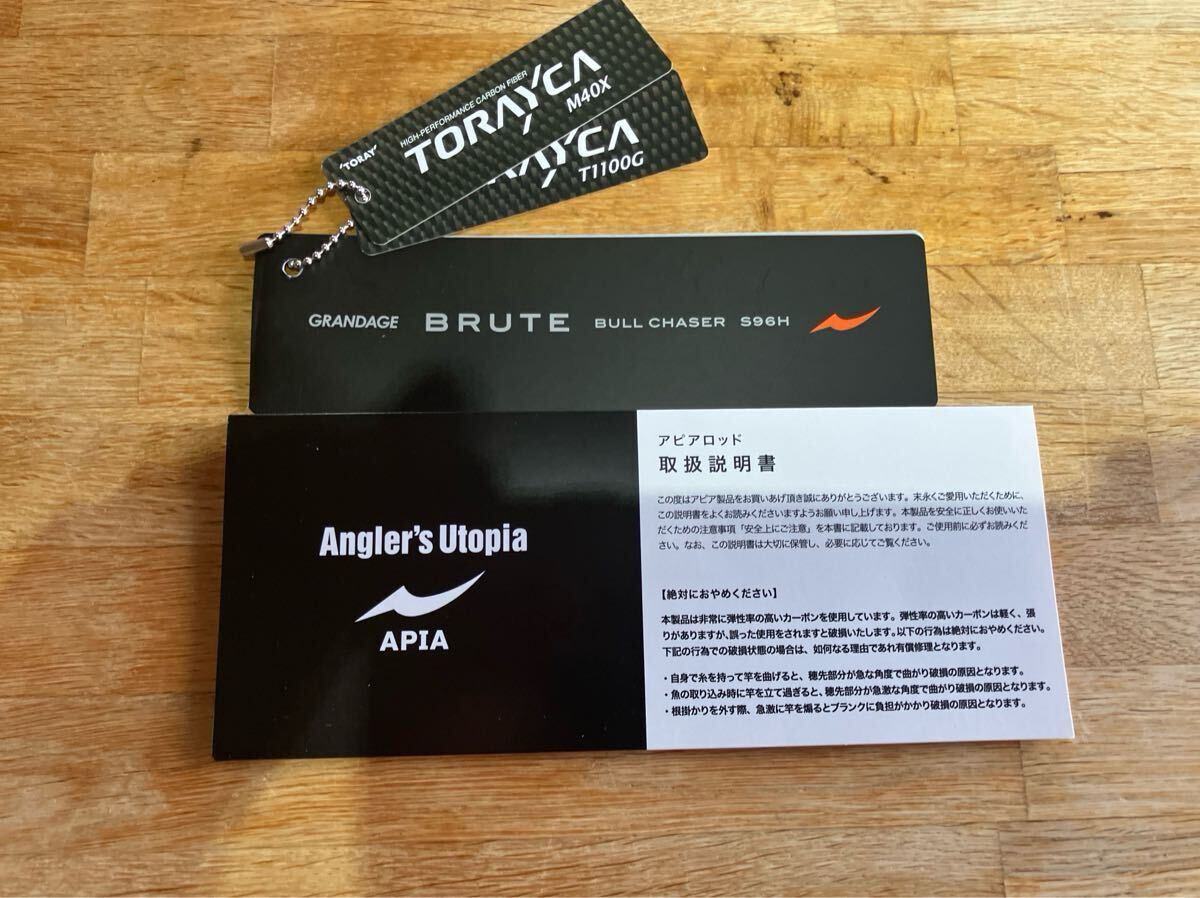 'TORAY'
HIGH-PERFORMANCE CARBON FIBER
TORAYCA
M40X
AYCA
T1100G
GRANDAGE BRUTE BULL CHASER S96H
Angler's Utopia
APIA
アピアロッド
取扱説明書
この度はアピア製品をお買いあげ頂き誠にありがとうございます。末永くご愛用いただくために、
この説明書をよくお読みくださいますようお願い申し上げます。本製品を安全に正しくお使いいた
だくための注意事項「安全上にご注意」を本書に記載しております。ご使用前に必ずお読みくだ
さい。なお、この説明書は大切に保管し、必要に応じてご覧ください。
【絶対におやめください】
本製品は非常に弾性率の高いカーボンを使用しています。弾性率の高いカーボンは軽く、張
りがありますが、誤った使用をされますと破損いたします。以下の行為は絶対におやめください。
下記の行為での破損状態の場合は、如何なる理由であれ有償修理となります。
・自身で糸を持って竿を曲げると、穂先部分が急な角度で曲がり破損の原因となります。
・魚の取り込み時に竿を立て過ぎると、穂先部分が急激な角度で曲がり破損の原因となります。
・根掛かりを外す際、急激に竿を煽るとブランクに負担がかかり破損の原因となります。